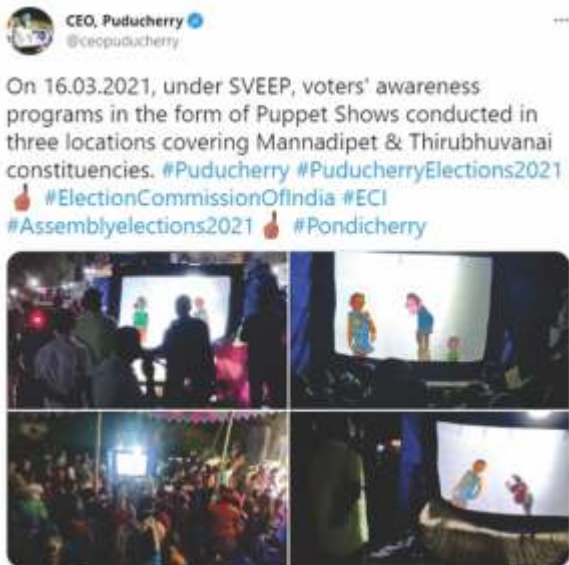 CEO, Puducherry
@ceopuducherry
On 16.03.2021, under SVEEP, voters' awareness
programs in the form of Puppet Shows conducted in
three locations covering Mannadipet & Thirubhuvanai
constituencies. #Puducherry #PuducherryElections2021
#ElectionCommissionOfIndia #ECI
#Assemblyelections2021 #Pondicherry